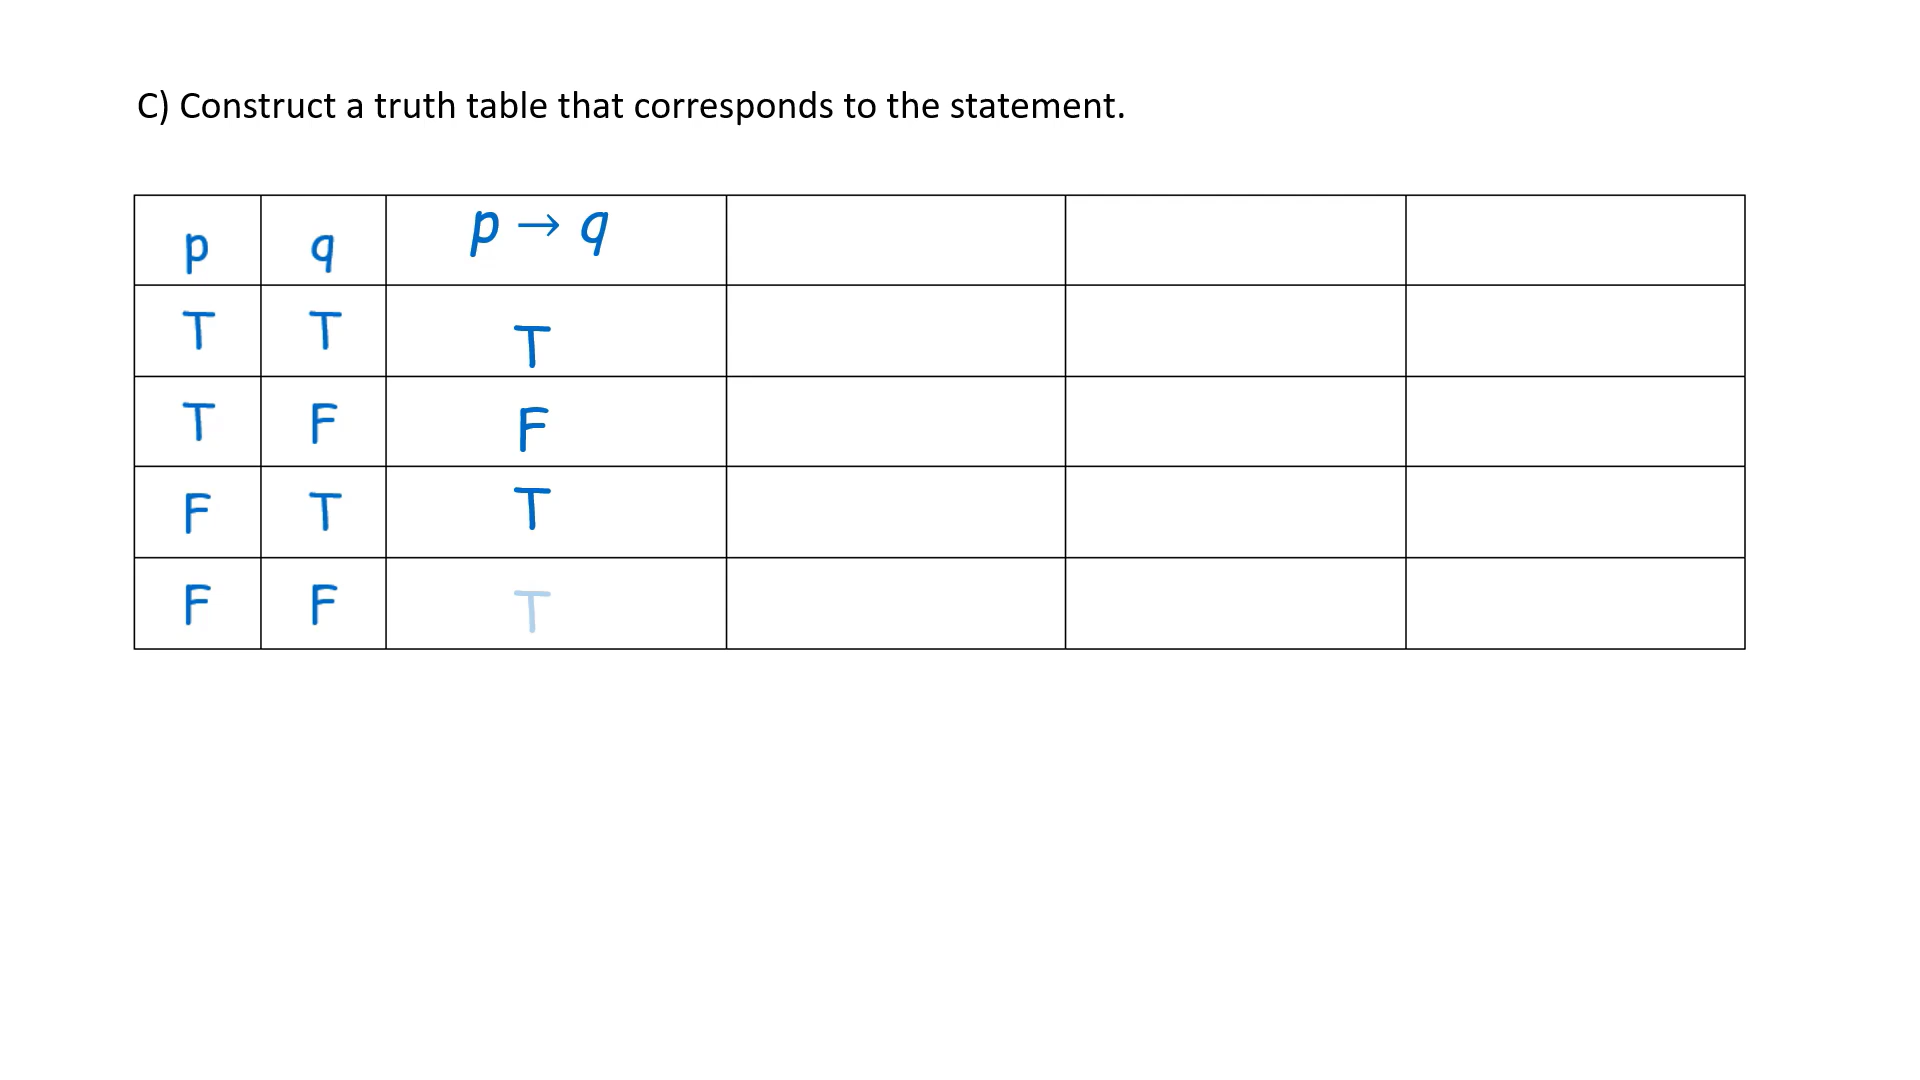 C) Construct a truth table that corresponds to the statement.
p q p → q
T T T
T F F
F T T
F F T